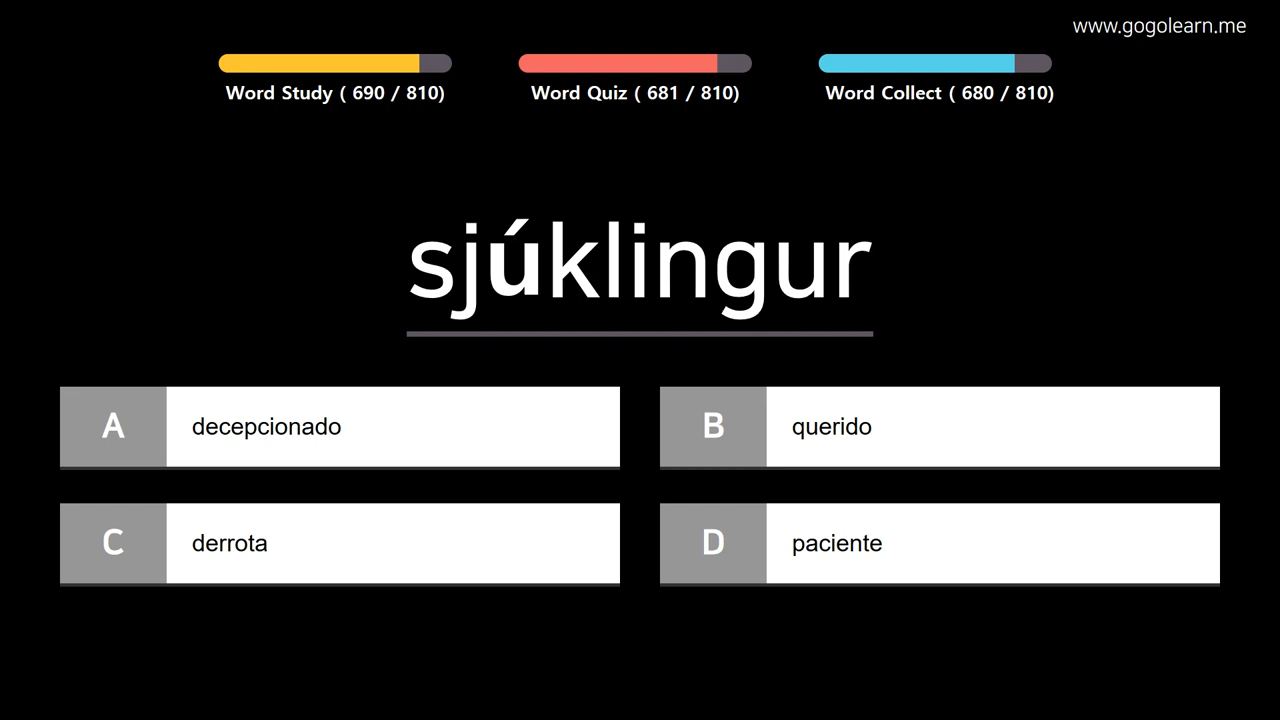 www.gogolearn.me
Word Study ( 690 / 810)
Word Quiz ( 681 / 810)
Word Collect ( 680 / 810)
sjúklingur
A decepcionado
B querido
C derrota
D paciente